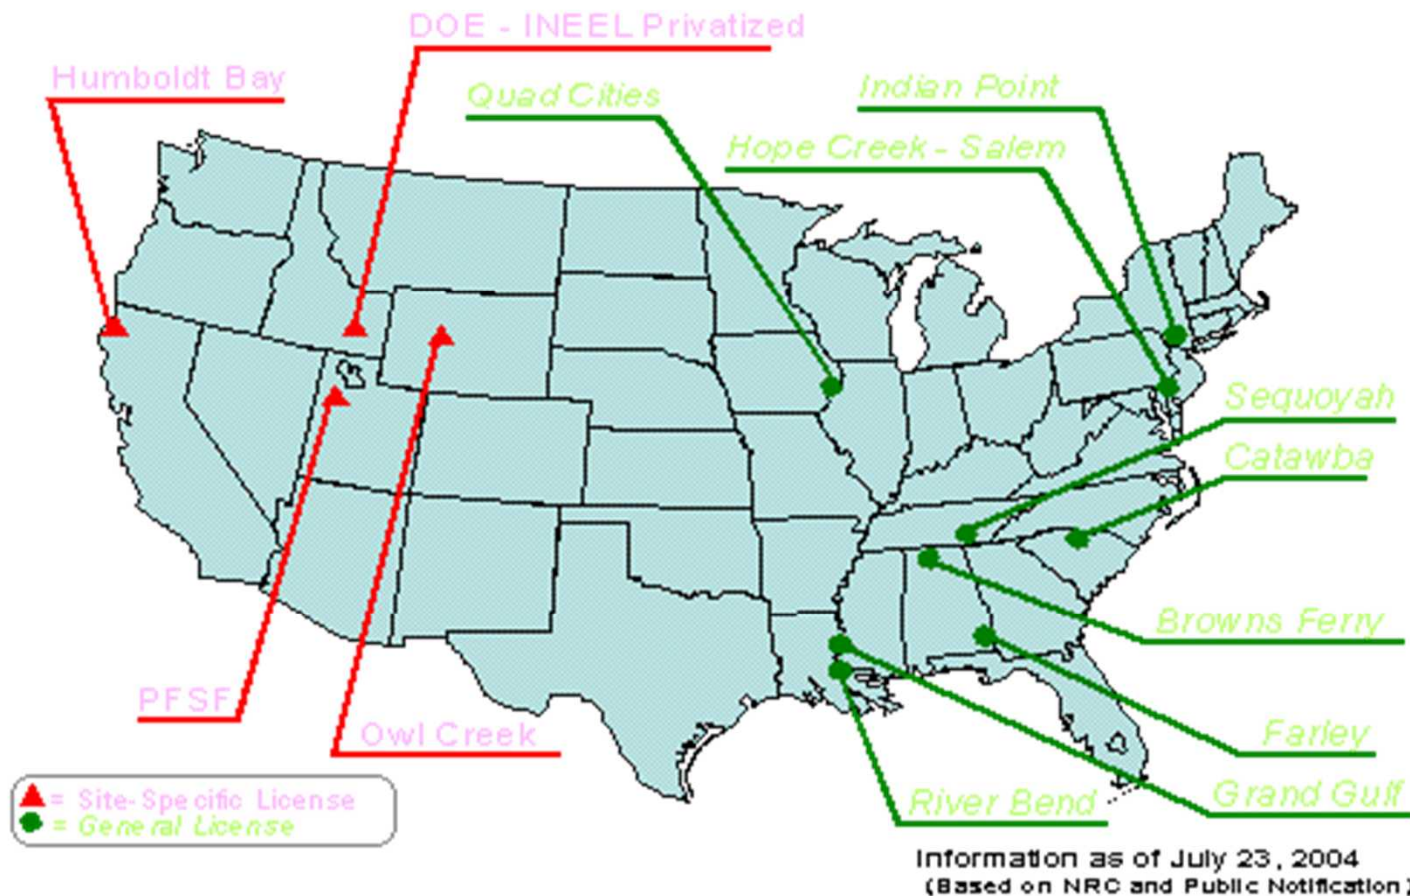 DOE - INEEL Privatized
Humboldt Bay
Quad Cities
Indian Point
Hope Creek - Salem
Sequoyah
Catawba
Browns Ferry
PFSF
Owl Creek
Farley
River Bend
Grand Gulf
= Site-Specific License
= General License
Information as of July 23, 2004
(Based on NRC and Public Notification)